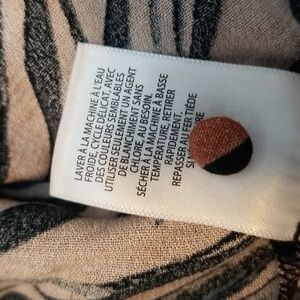 LAVER À LA MACHINE À L'EAU
FROIDE, CYCLE DÉLICAT, AVEC
DES COULEURS SEMBLABLES
UTILISER SEULEMENT UN AGENT
DE BLANCHIMENT SANS
CHLORE, AU BESOIN.
SÉCHER À LA MACHINE À BASSE
TEMPÉRATURE, RETIRER
RAPIDEMENT.
REPASSER AU FER TIÈDE
SI